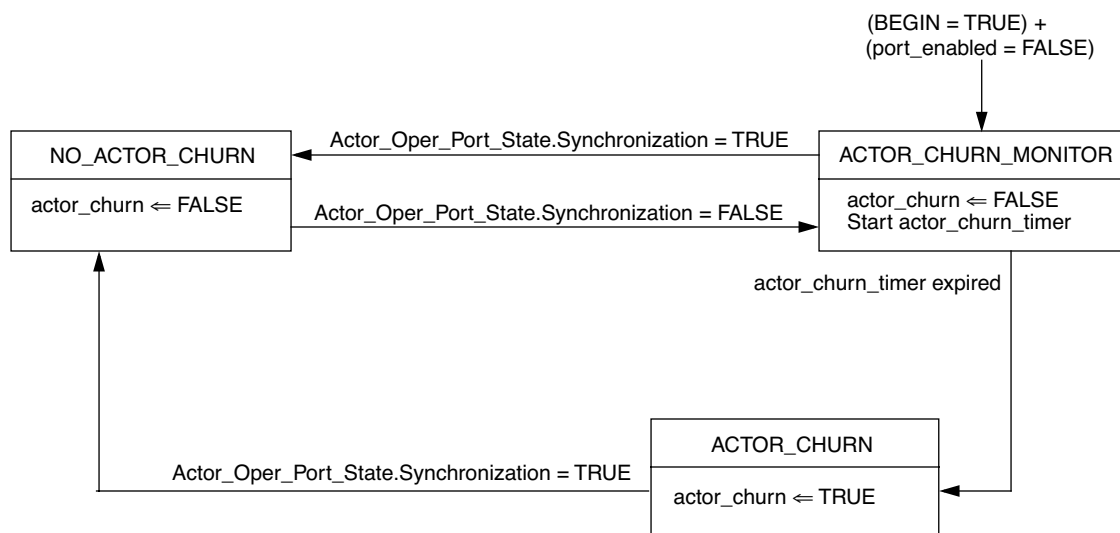 (BEGIN = TRUE) +
(port_enabled = FALSE)
NO_ACTOR_CHURN
actor_churn ⇐ FALSE
Actor_Oper_Port_State.Synchronization = TRUE
Actor_Oper_Port_State.Synchronization = FALSE
ACTOR_CHURN_MONITOR
actor_churn ⇐ FALSE
Start actor_churn_timer
actor_churn_timer expired
ACTOR_CHURN
actor_churn ⇐ TRUE
Actor_Oper_Port_State.Synchronization = TRUE